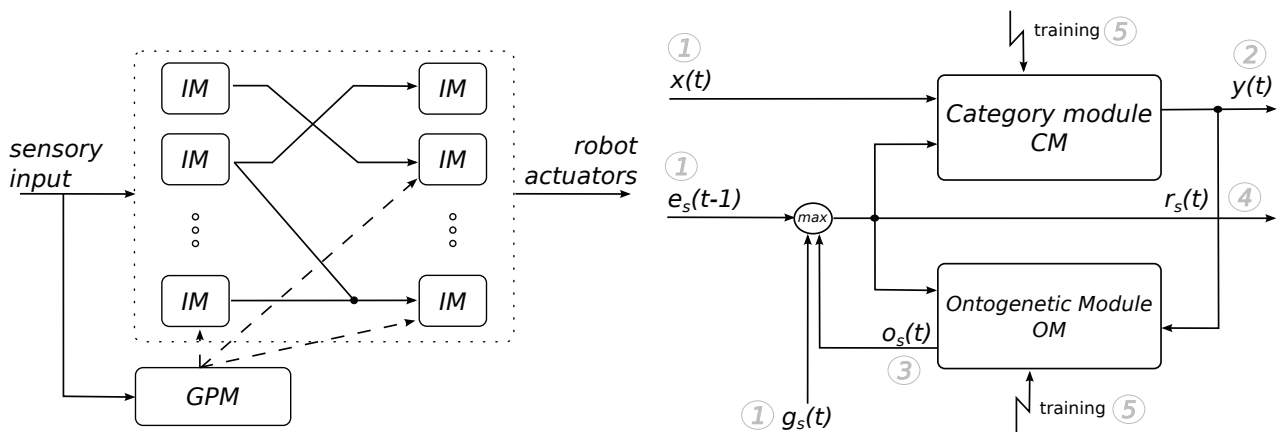 IM
IM
IM
IM
IM
IM
sensory
input
robot
actuators
GPM
training 5
1
x(t)
2
y(t)
Category module
CM
1
e_s(t-1)
max
r_s(t) 4
Ontogenetic Module
OM
o_s(t)
3
1 g_s(t)
training 5